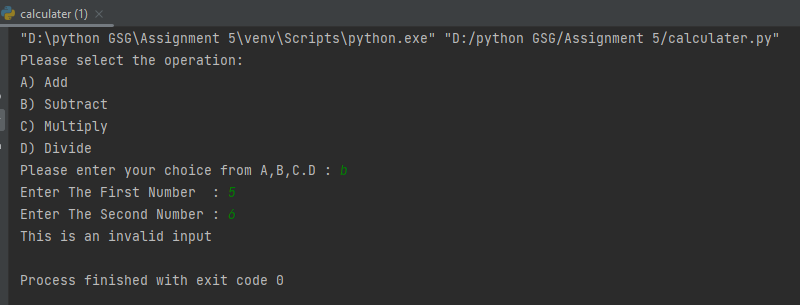 calculater (1) ×
"D:\python GSG\Assignment 5\venv\Scripts\python.exe" "D:/python GSG/Assignment 5/calculater.py"
Please select the operation:
A) Add
B) Subtract
C) Multiply
D) Divide
Please enter your choice from A,B,C.D : b
Enter The First Number  : 5
Enter The Second Number : 6
This is an invalid input
Process finished with exit code 0